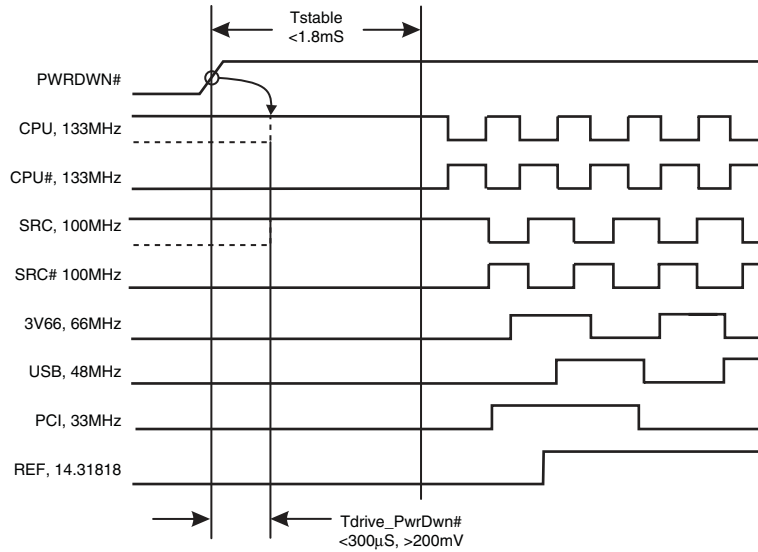 Tstable
<1.8mS
PWRDWN#
CPU, 133MHz
CPU#, 133MHz
SRC, 100MHz
SRC# 100MHz
3V66, 66MHz
USB, 48MHz
PCI, 33MHz
REF, 14.31818
Tdrive_PwrDwn#
<300µS, >200mV